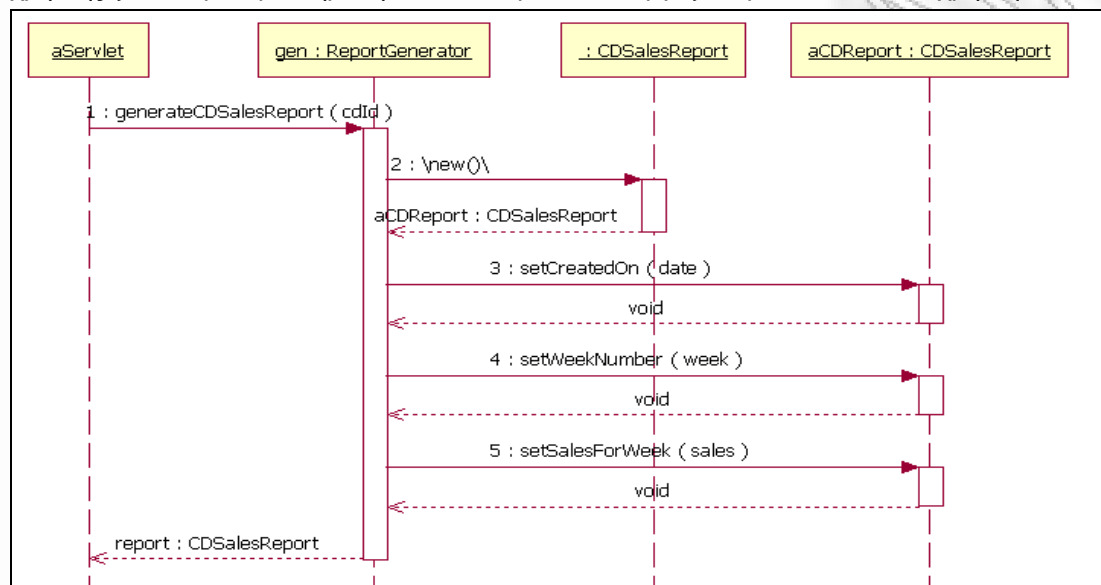 aServlet
gen : ReportGenerator
: CDSalesReport
aCDReport : CDSalesReport
1 : generateCDSalesReport ( cdId )
2 : \new()\
aCDReport : CDSalesReport
3 : setCreatedOn ( date )
void
4 : setWeekNumber ( week )
void
5 : setSalesForWeek ( sales )
void
report : CDSalesReport